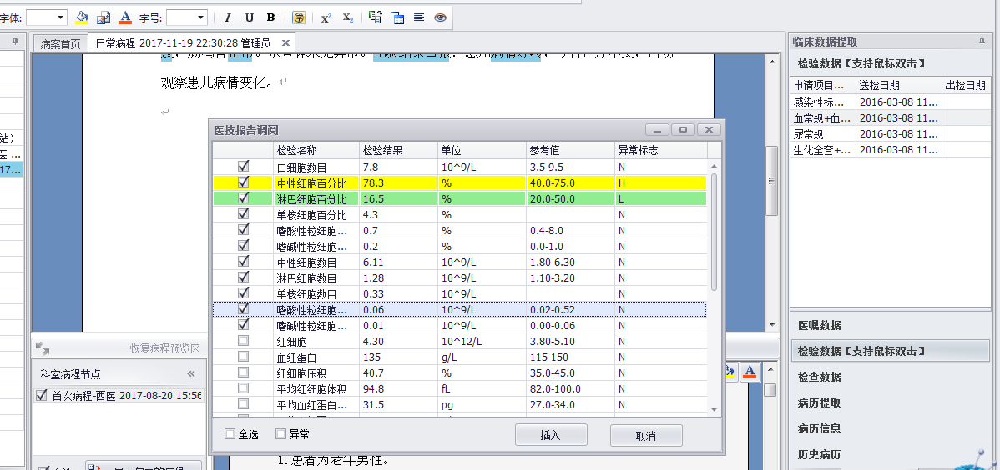 字体:
字号:
I U B
病案首页
日常病程 2017-11-19 22:30:28 管理员
观察患儿病情变化。
站）
医 ...
17...
医技报告调阅
检验名称 检验结果 单位 参考值 异常标志
白细胞数目 7.8 10^9/L 3.5-9.5 N
中性细胞百分比 78.3 % 40.0-75.0 H
淋巴细胞百分比 16.5 % 20.0-50.0 L
单核细胞百分比 4.3 % N
嗜酸性粒细胞... 0.7 % 0.4-8.0 N
嗜碱性粒细胞... 0.2 % 0.0-1.0 N
中性细胞数目 6.11 10^9/L 1.80-6.30 N
淋巴细胞数目 1.28 10^9/L 1.10-3.20 N
单核细胞数目 0.33 10^9/L N
嗜酸性粒细胞... 0.06 10^9/L 0.02-0.52 N
嗜碱性粒细胞... 0.01 10^9/L 0.00-0.06 N
红细胞 4.30 10^12/L 3.80-5.10 N
血红蛋白 135 g/L 115-150 N
红细胞压积 40.7 % 35.0-45.0 N
平均红细胞体积 94.8 fL 82.0-100.0 N
平均血红蛋白... 31.5 pg 27.0-34.0 N
全选 异常 插入 取消
恢复病程预览区
科室病程节点
首次病程-西医 2017-08-20 15:56
1.患者为老年男性。
临床数据提取
检验数据【支持鼠标双击】
申请项目... 送检日期 出检日期
感染性标... 2016-03-08 11...
血常规+血... 2016-03-08 11...
尿常规 2016-03-08 11...
生化全套+... 2016-03-08 11...
医嘱数据
检验数据【支持鼠标双击】
检查数据
病历提取
病历信息
历史病历